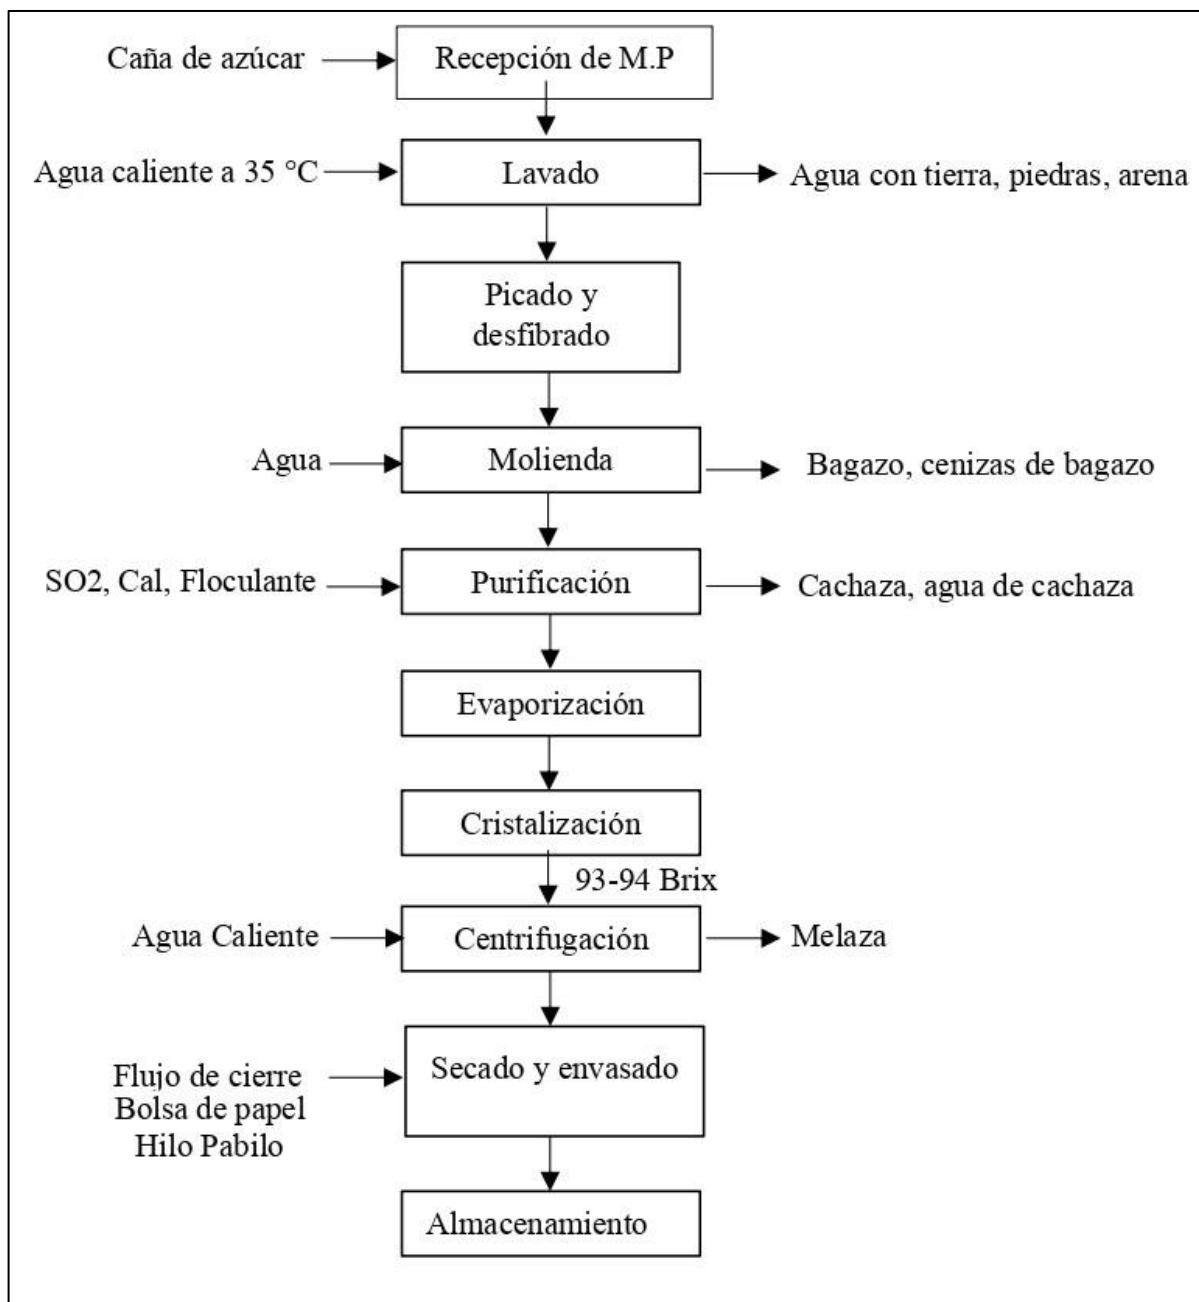 Caña de azúcar
Recepción de M.P
Agua caliente a 35 °C
Lavado
Agua con tierra, piedras, arena
Picado y
desfibrado
Agua
Molienda
Bagazo, cenizas de bagazo
SO2, Cal, Floculante
Purificación
Cachaza, agua de cachaza
Evaporización
Cristalización
93-94 Brix
Agua Caliente
Centrifugación
Melaza
Flujo de cierre
Bolsa de papel
Hilo Pabilo
Secado y envasado
Almacenamiento